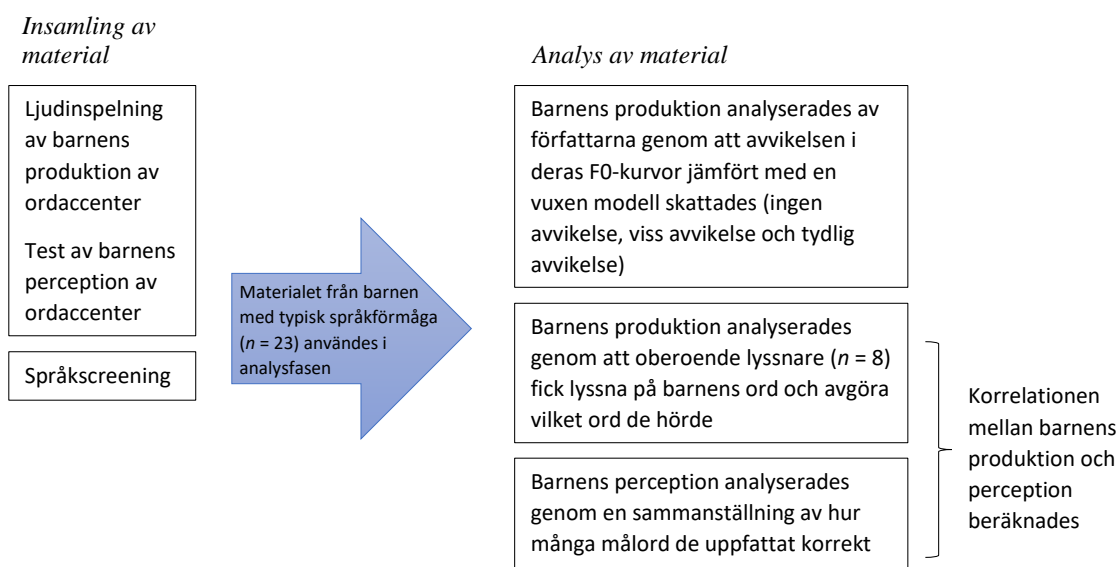 Insamling av
material
Ljudinspelning
av barnens
produktion av
ordaccenter
Test av barnens
perception av
ordaccenter
Språkscreening
Materialet från barnen
med typisk språkförmåga
(n = 23) användes i
analysfasen
Analys av material
Barnens produktion analyserades av
författarna genom att avvikelsen i
deras F0-kurvor jämfört med en
vuxen modell skattades (ingen
avvikelse, viss avvikelse och tydlig
avvikelse)
Barnens produktion analyserades
genom att oberoende lyssnare (n = 8)
fick lyssna på barnens ord och avgöra
vilket ord de hörde
Barnens perception analyserades
genom en sammanställning av hur
många målord de uppfattat korrekt
Korrelationen
mellan barnens
produktion och
perception
beräknades